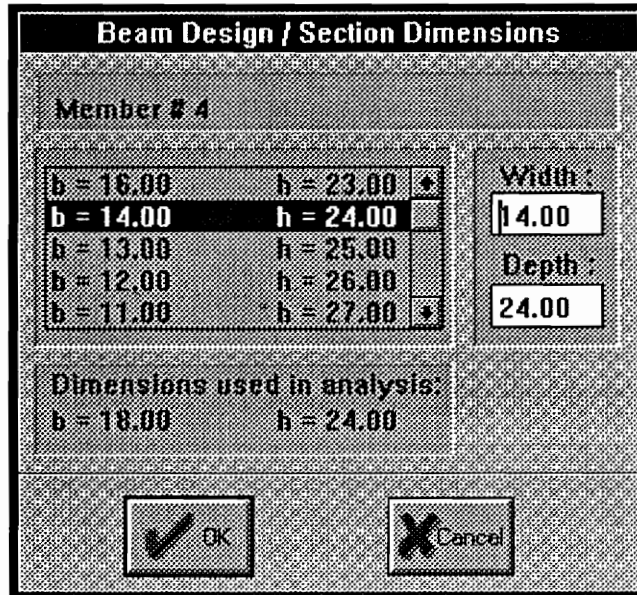 Beam Design / Section Dimensions
Member # 4
b = 16.00 h = 23.00
b = 14.00 h = 24.00
b = 13.00 h = 25.00
b = 12.00 h = 26.00
b = 11.00 h = 27.00
Width :
14.00
Depth :
24.00
Dimensions used in analysis:
b = 18.00 h = 24.00
OK
Cancel